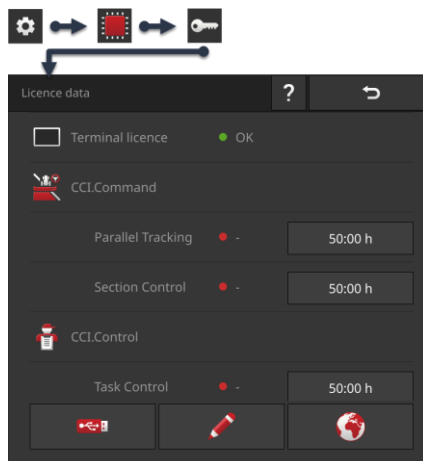 Licence data ?
Terminal licence OK
CCI.Command
Parallel Tracking - 50:00 h
Section Control - 50:00 h
CCI.Control
Task Control - 50:00 h